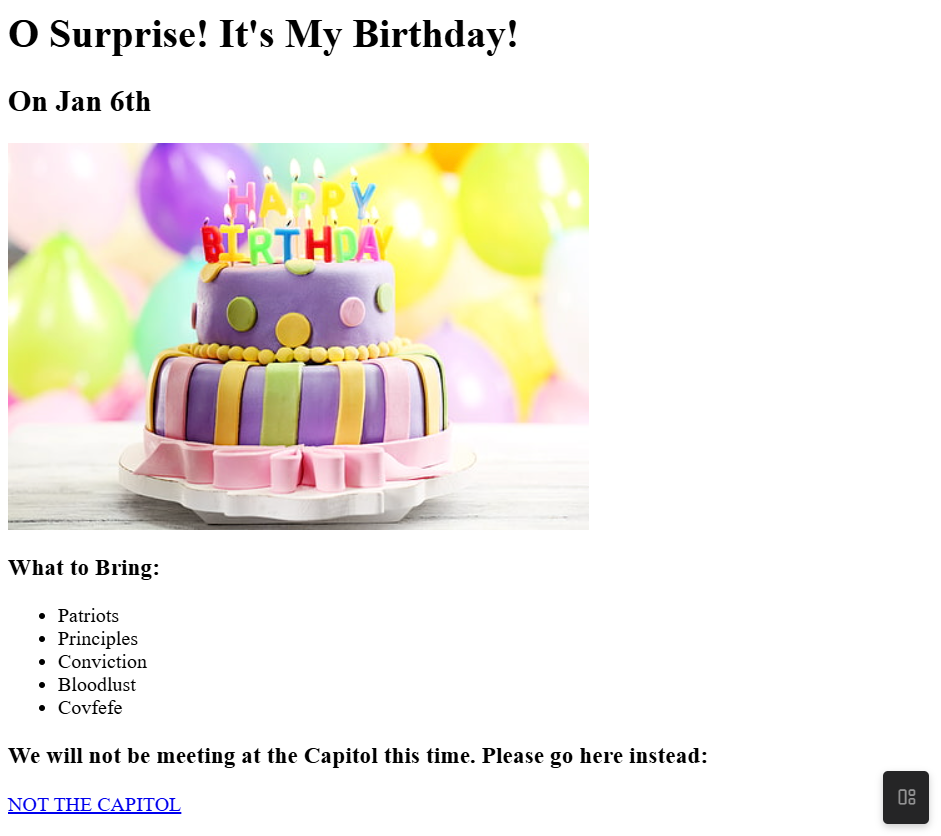 O Surprise! It's My Birthday!
On Jan 6th
HAPPY
BIRTHDAY
What to Bring:
Patriots
Principles
Conviction
Bloodlust
Covfefe
We will not be meeting at the Capitol this time. Please go here instead:
NOT THE CAPITOL